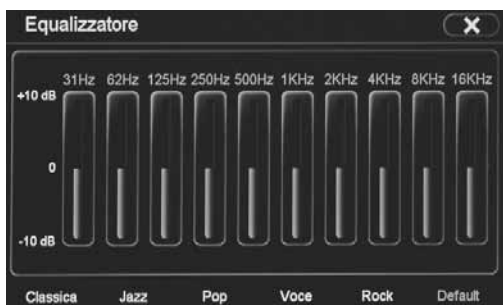 Equalizzatore
31Hz 62Hz 125Hz 250Hz 500Hz 1KHz 2KHz 4KHz 8KHz 16KHz
+10 dB
0
-10 dB
Classica Jazz Pop Voce Rock Default